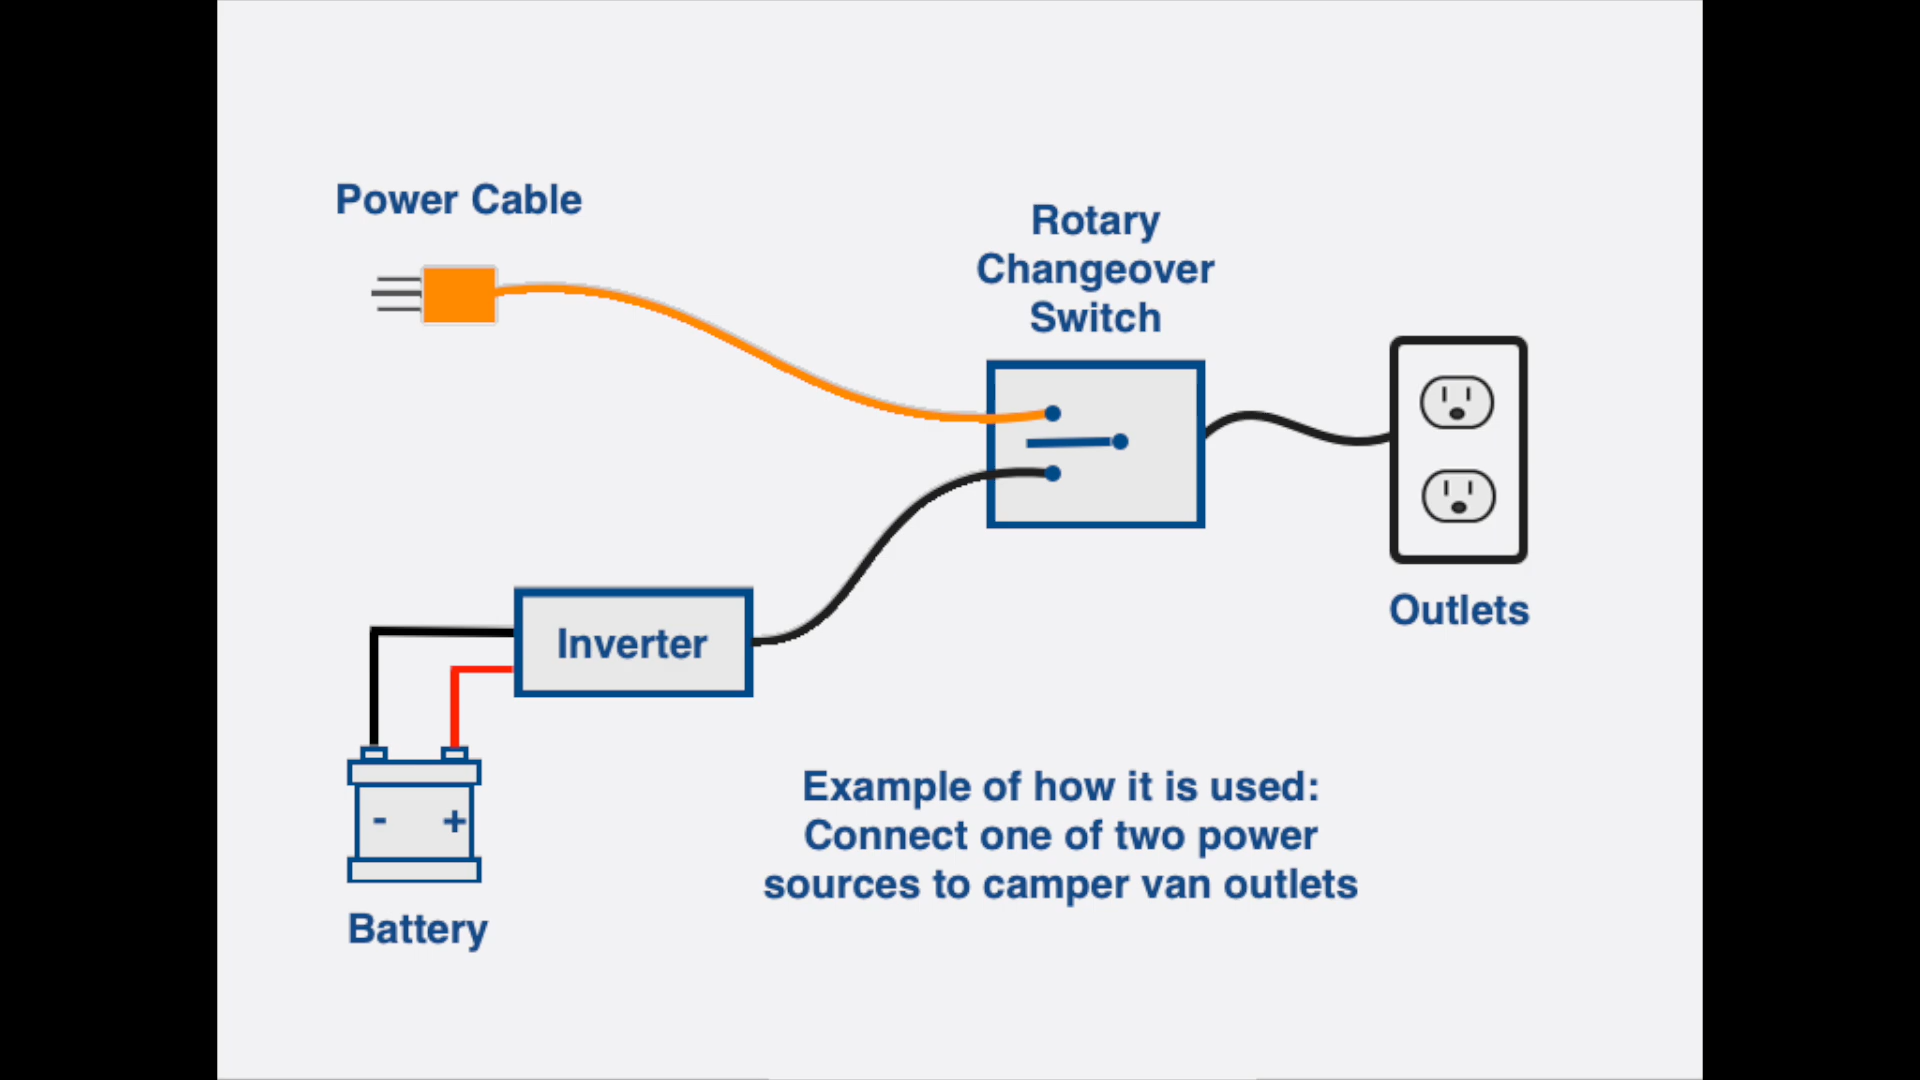 Power Cable
Rotary
Changeover
Switch
Outlets
Inverter
- +
Battery
Example of how it is used:
Connect one of two power
sources to camper van outlets